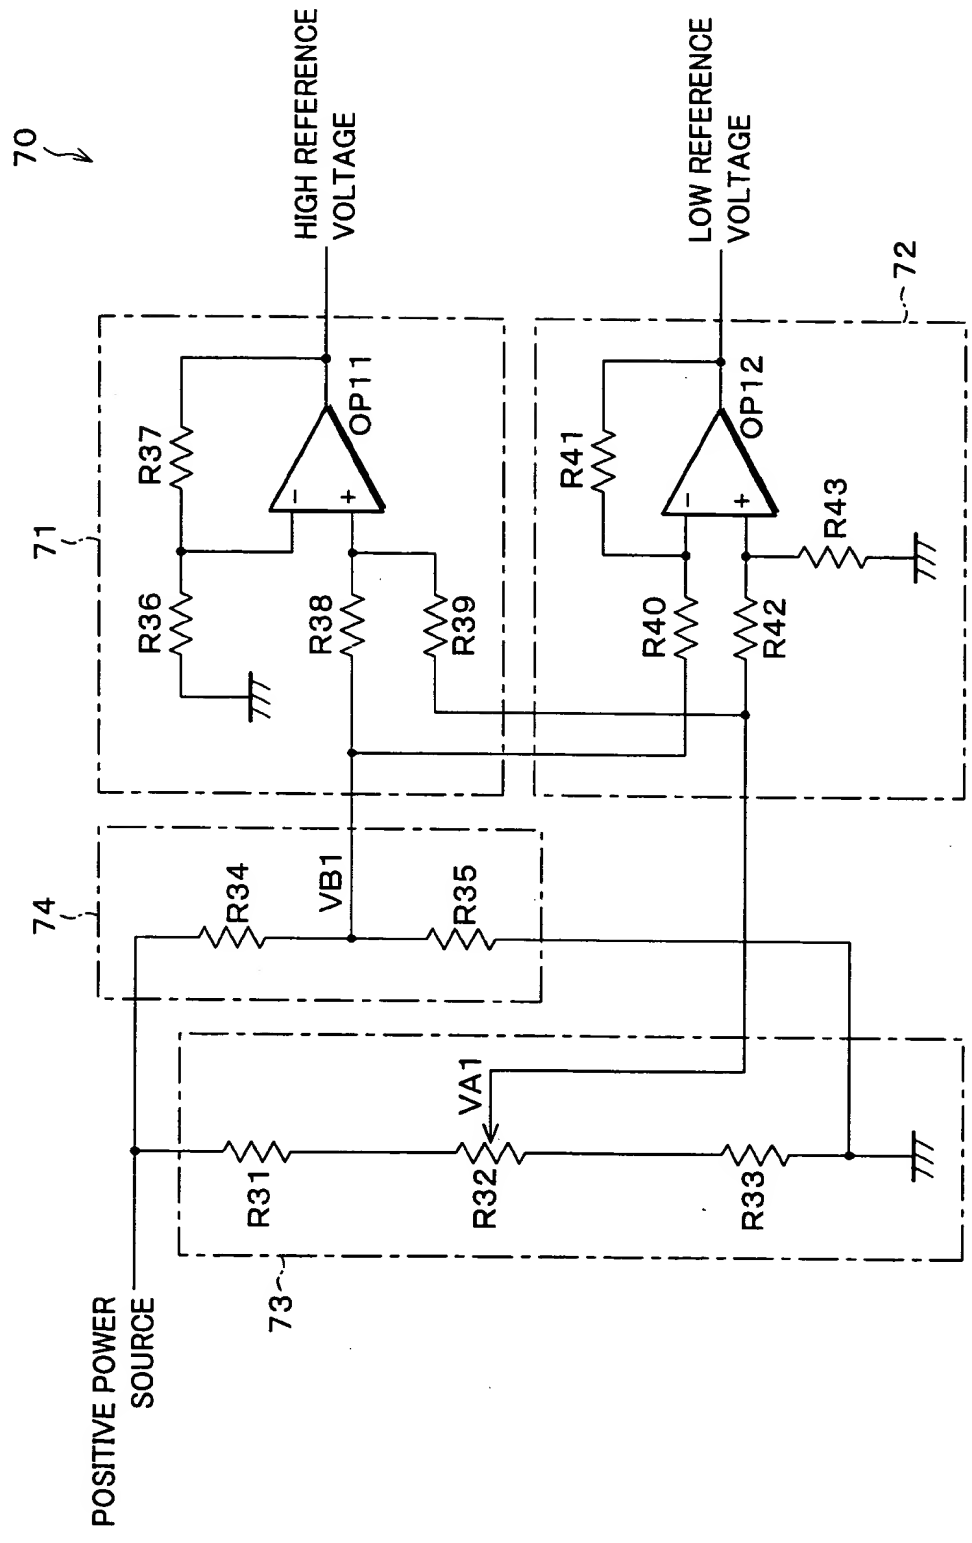 70
HIGH REFERENCE
VOLTAGE
LOW REFERENCE
VOLTAGE
71
R37
R36
OP11
-
+
R38
R39
72
R41
OP12
-
+
R40
R42
R43
74
R34
VB1
R35
73
VA1
R31
R32
R33
POSITIVE POWER
SOURCE